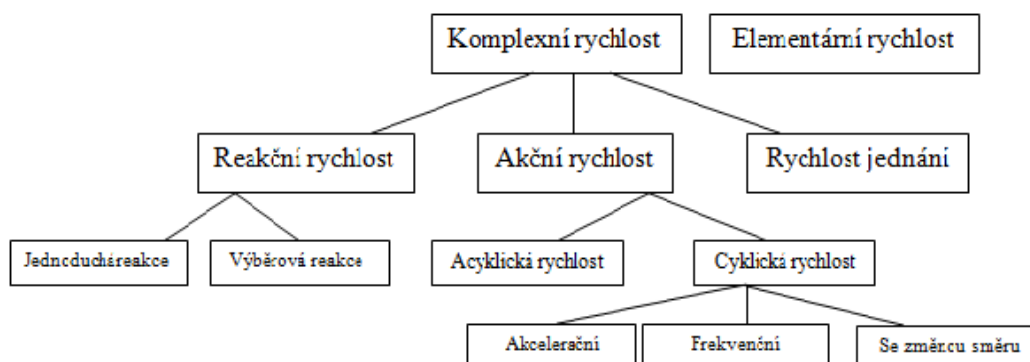 Komplexní rychlost
Elementární rychlost
Reakční rychlost
Akční rychlost
Rychlost jednání
Jednoduchá reakce
Výběrová reakce
Acyklická rychlost
Cyklická rychlost
Akcelerační
Frekvenční
Se změnou směru